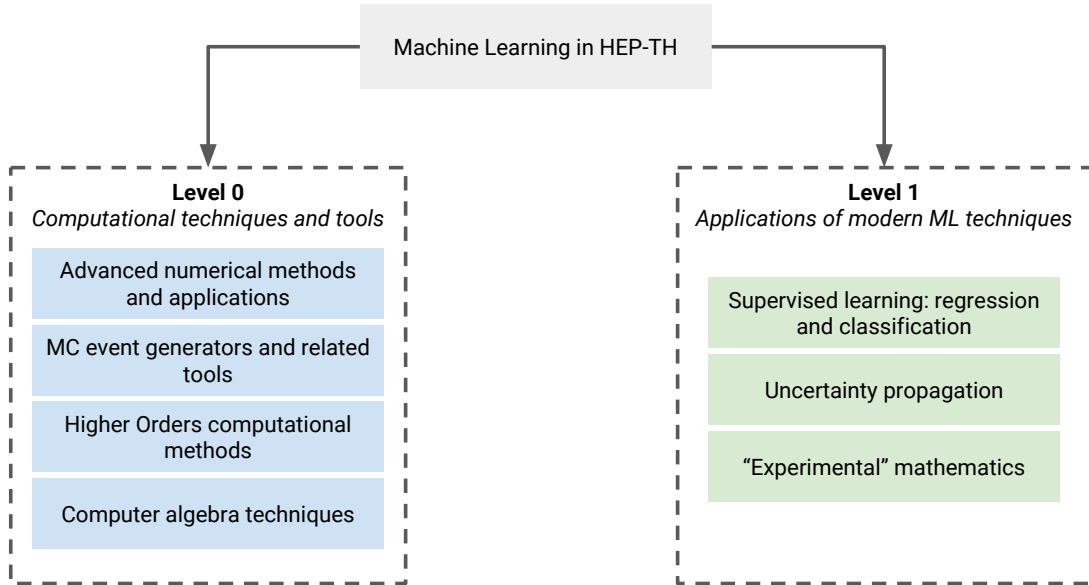 Machine Learning in HEP-TH
Level 0
Computational techniques and tools
Advanced numerical methods
and applications
MC event generators and related
tools
Higher Orders computational
methods
Computer algebra techniques
Level 1
Applications of modern ML techniques
Supervised learning: regression
and classification
Uncertainty propagation
“Experimental” mathematics